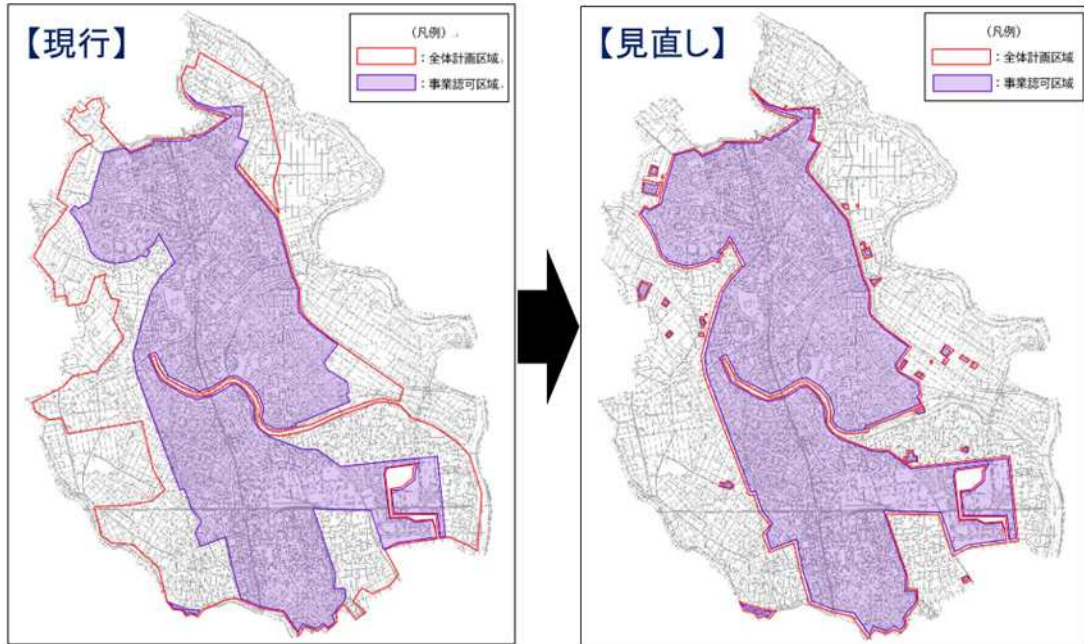 【現行】
(凡例)
:全体計画区域
:事業認可区域
【見直し】
(凡例)
:全体計画区域
:事業認可区域